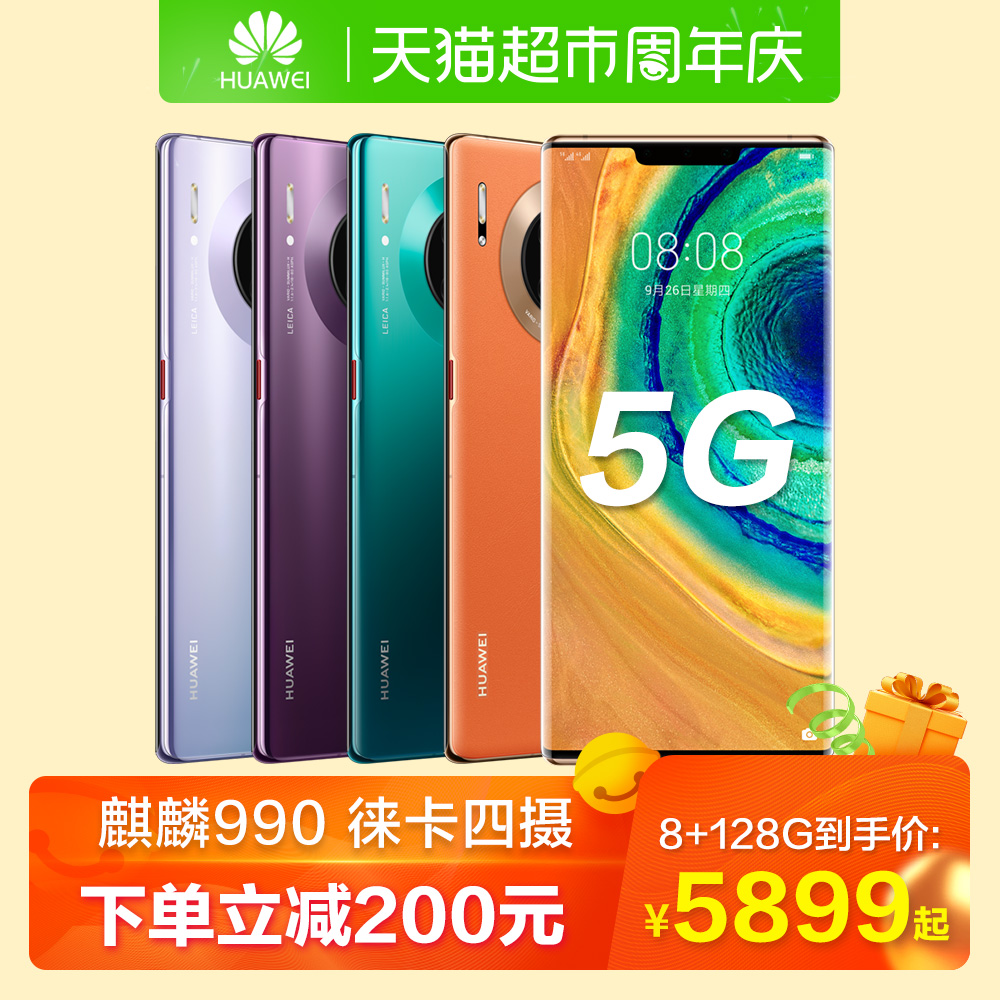 HUAWEI
天猫超市周年庆
08:08
9月26日星期四
5G
LEICA
LEICA
LEICA
HUAWEI
HUAWEI
HUAWEI
HUAWEI
麒麟990 徕卡四摄
下单立减200元
8+128G到手价:
¥5899起